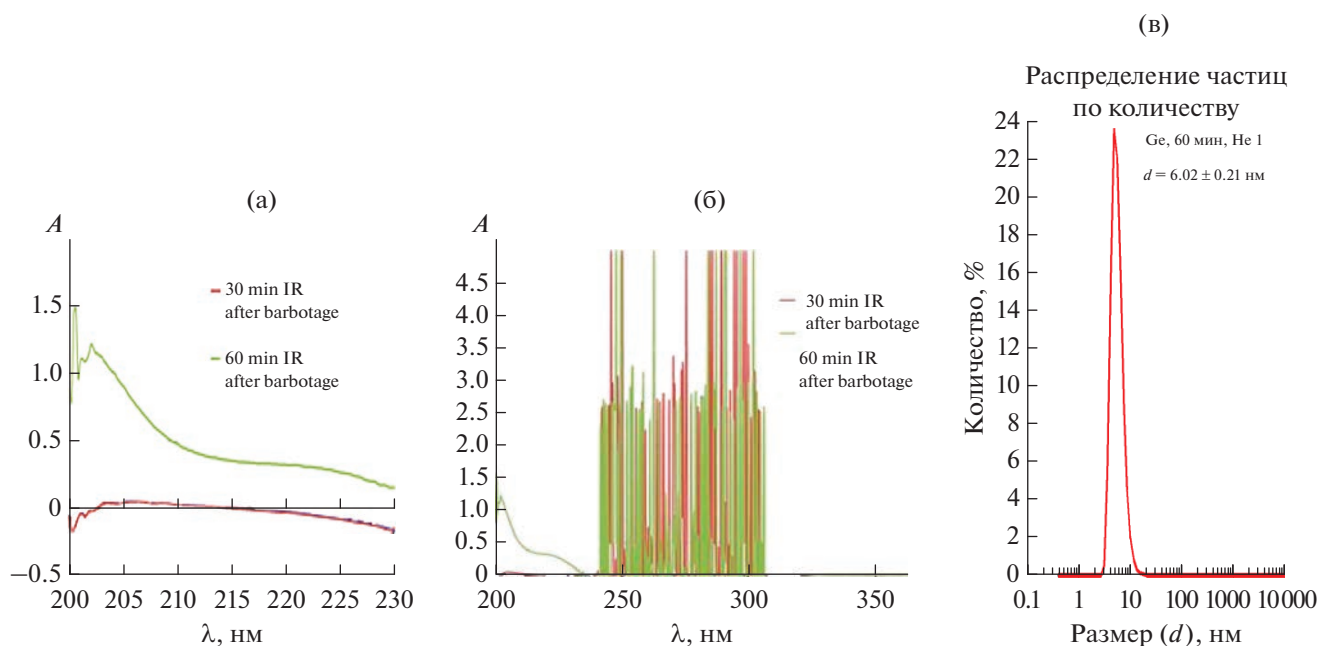 (а)
A
1.5
1.0
0.5
0
–0.5
200 205 210 215 220 225 230
λ, нм
30 min IR
after barbotage
60 min IR
after barbotage
(б)
A
4.5
4.0
3.5
3.0
2.5
2.0
1.5
1.0
0.5
0
200 250 300 350
λ, нм
30 min IR
after barbotage
60 min IR
after barbotage
(в)
Распределение частиц
по количеству
Ge, 60 мин, He 1
d = 6.02 ± 0.21 нм
Количество, %
24
22
20
18
16
14
12
10
8
6
4
2
0
0.1 1 10 100 1000 10000
Размер (d), нм